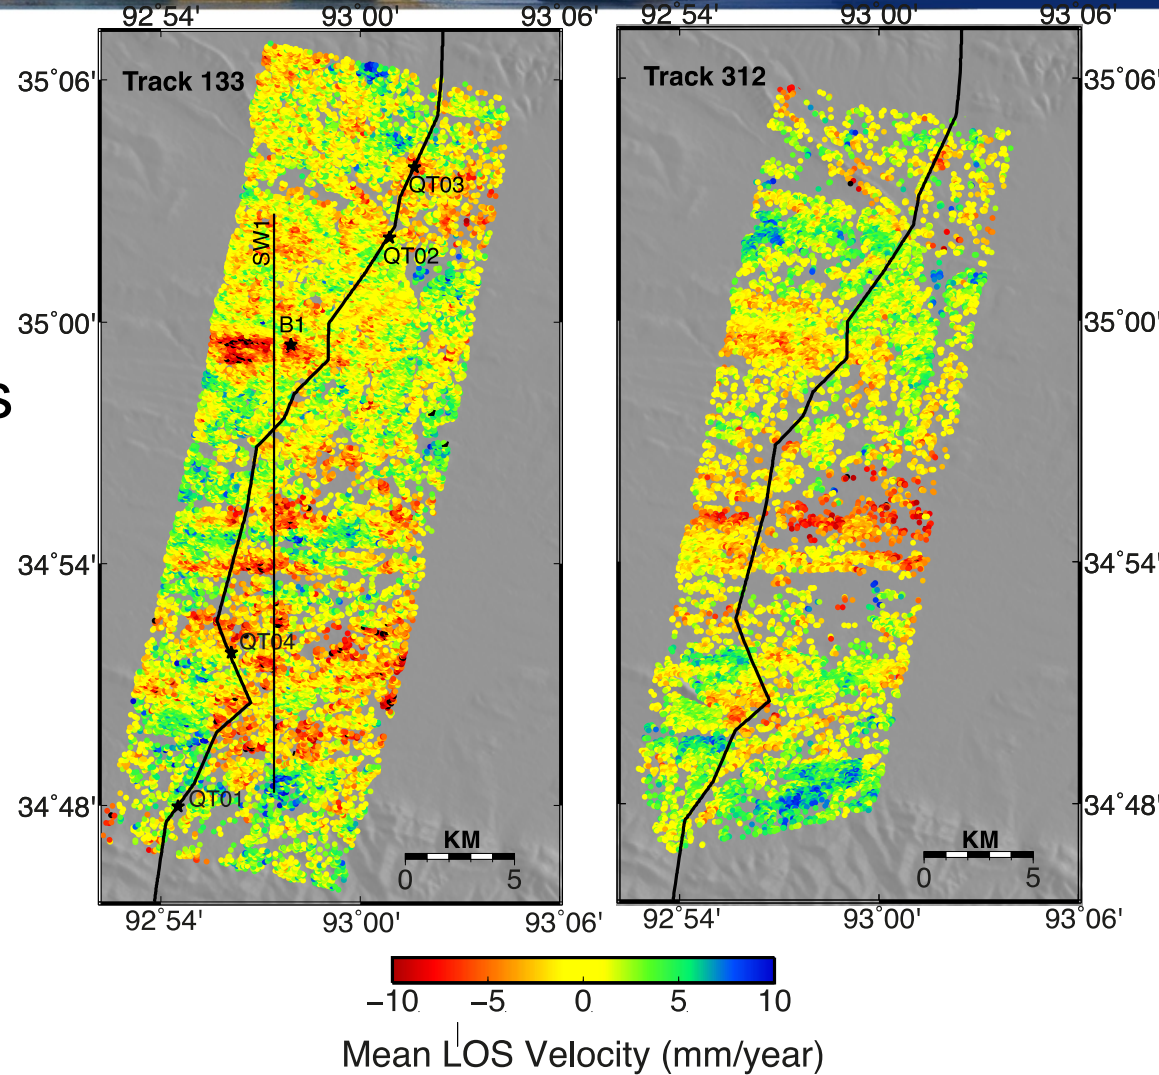 92°54' 93°00' 93°06' 92°54' 93°00' 93°06'
Track 133
Track 312
35°06' 35°06'
QT03
SW1
QT02
35°00' 35°00'
B1
s
34°54' 34°54'
QT04
34°48' 34°48'
QT01
KM KM
0 5 0 5
92°54' 93°00' 93°06' 92°54' 93°00' 93°06'
−10 −5 0 5 10
Mean LOS Velocity (mm/year)